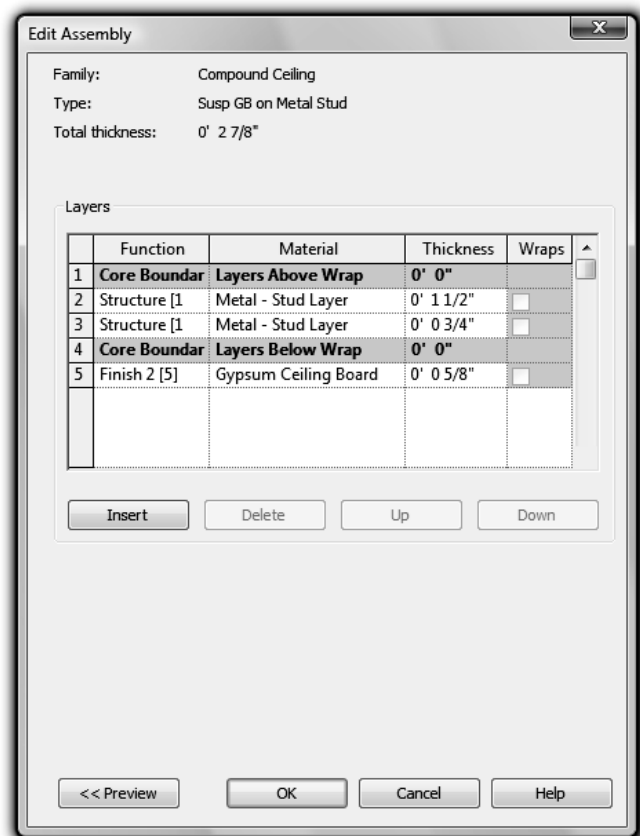 Edit Assembly
Family: Compound Ceiling
Type: Susp GB on Metal Stud
Total thickness: 0' 2 7/8"
Layers
Function Material Thickness Wraps
1 Core Boundar Layers Above Wrap 0' 0"
2 Structure [1 Metal - Stud Layer 0' 1 1/2"
3 Structure [1 Metal - Stud Layer 0' 0 3/4"
4 Core Boundar Layers Below Wrap 0' 0"
5 Finish 2 [5] Gypsum Ceiling Board 0' 0 5/8"
Insert Delete Up Down
<< Preview OK Cancel Help